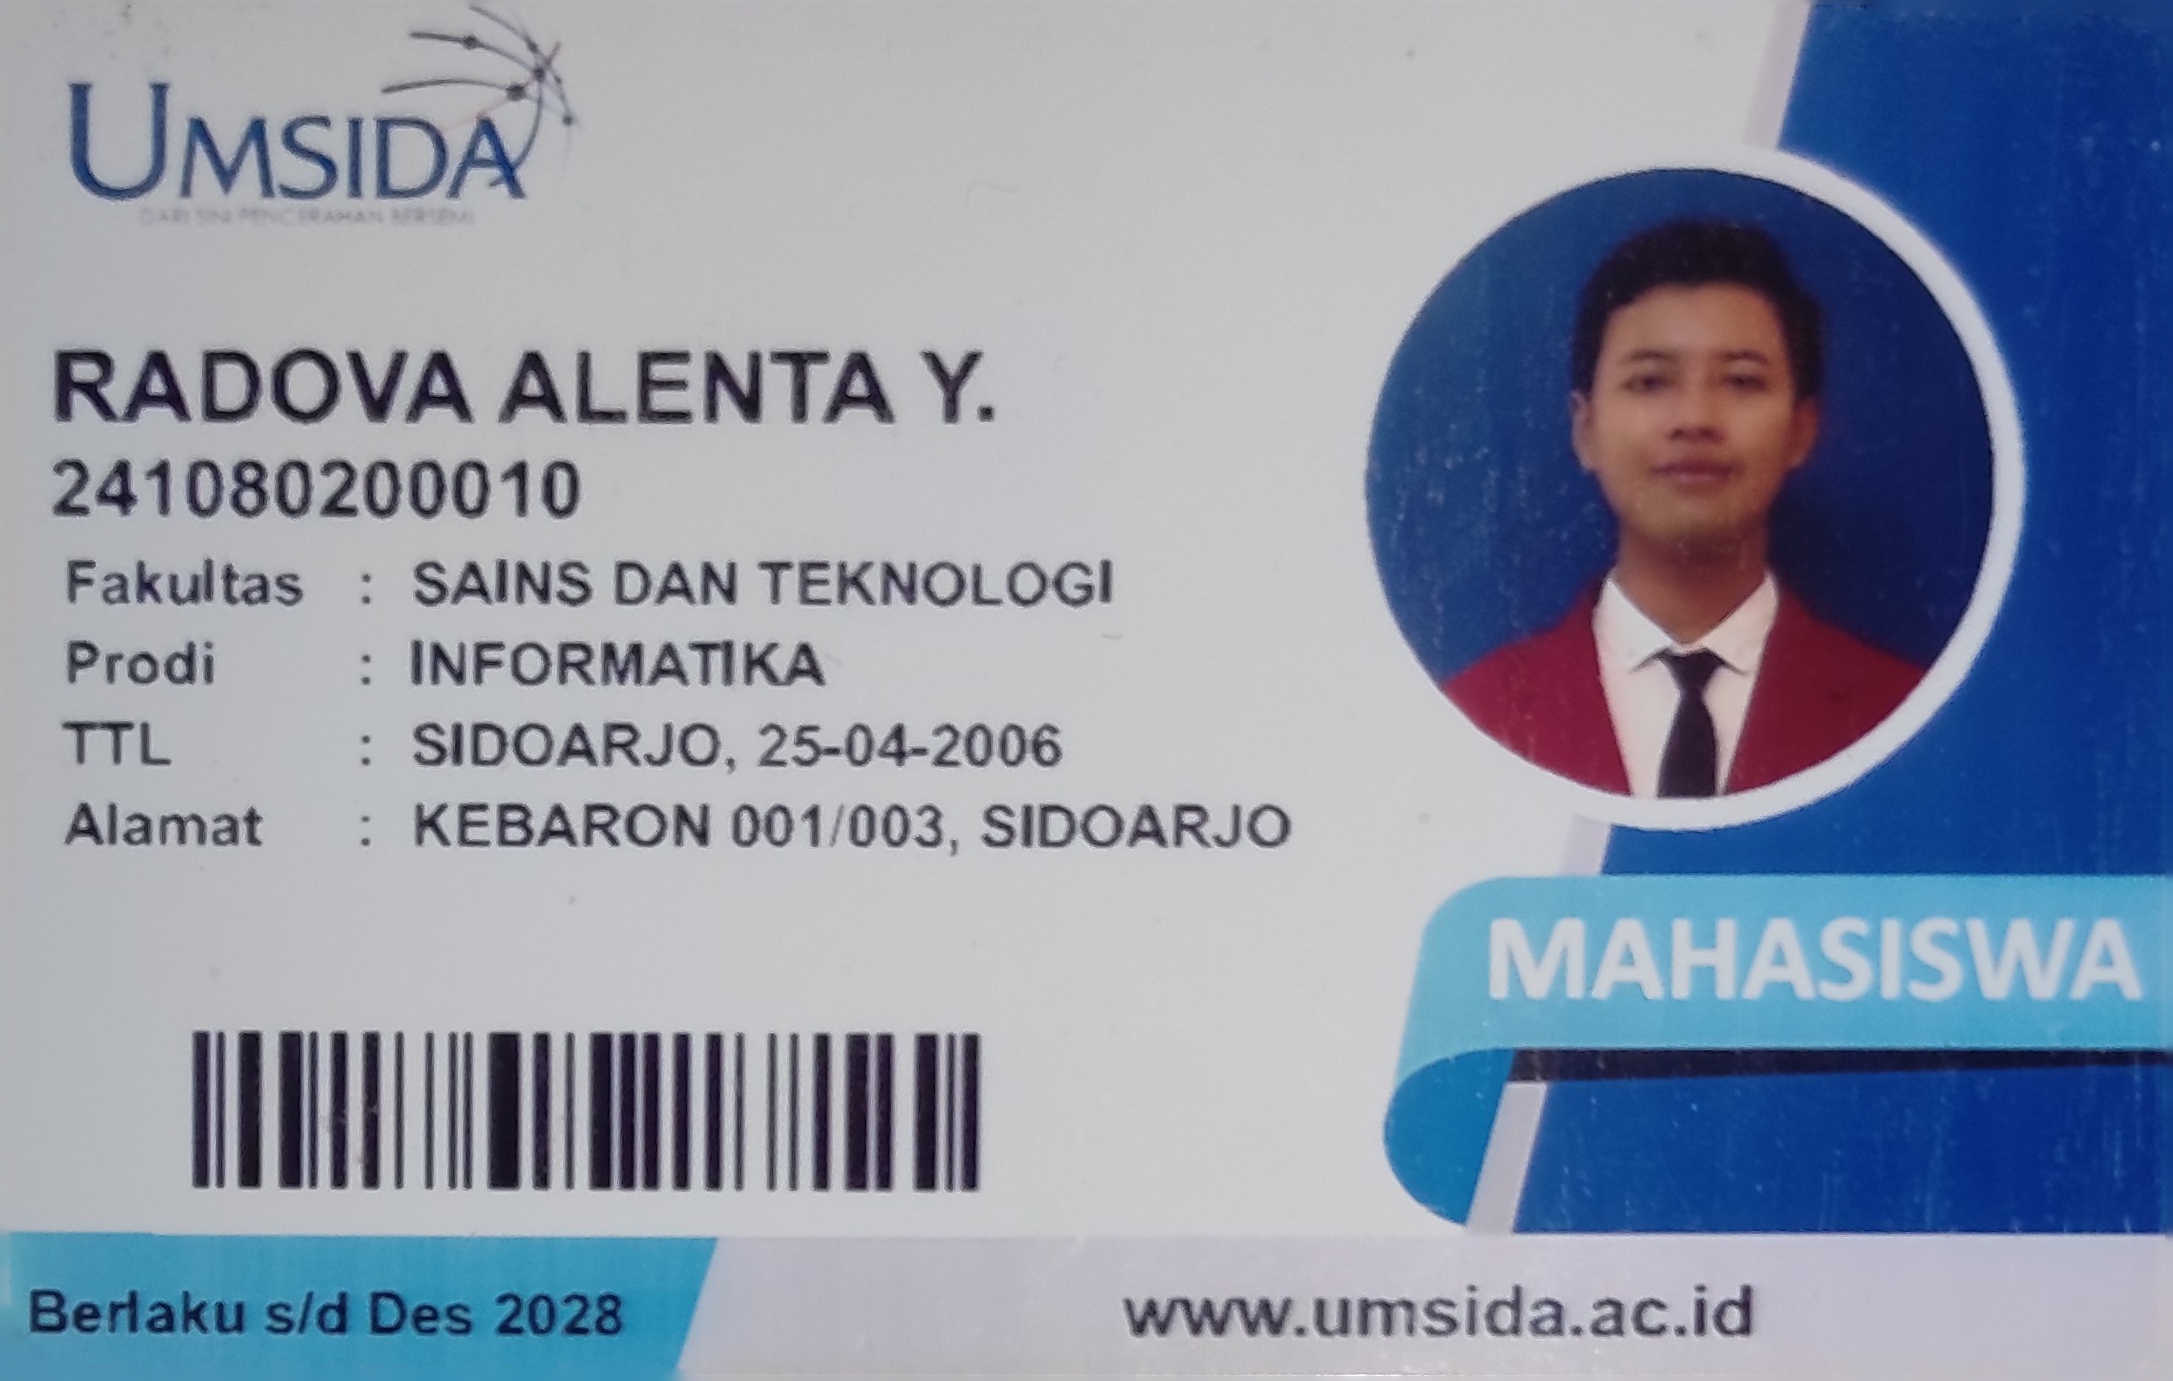 UMSIDA
DARI SINI PENCERAHAN BERSEMI
RADOVA ALENTA Y.
241080200010
Fakultas : SAINS DAN TEKNOLOGI
Prodi : INFORMATIKA
TTL : SIDOARJO, 25-04-2006
Alamat : KEBARON 001/003, SIDOARJO
MAHASISWA
Berlaku s/d Des 2028
www.umsida.ac.id